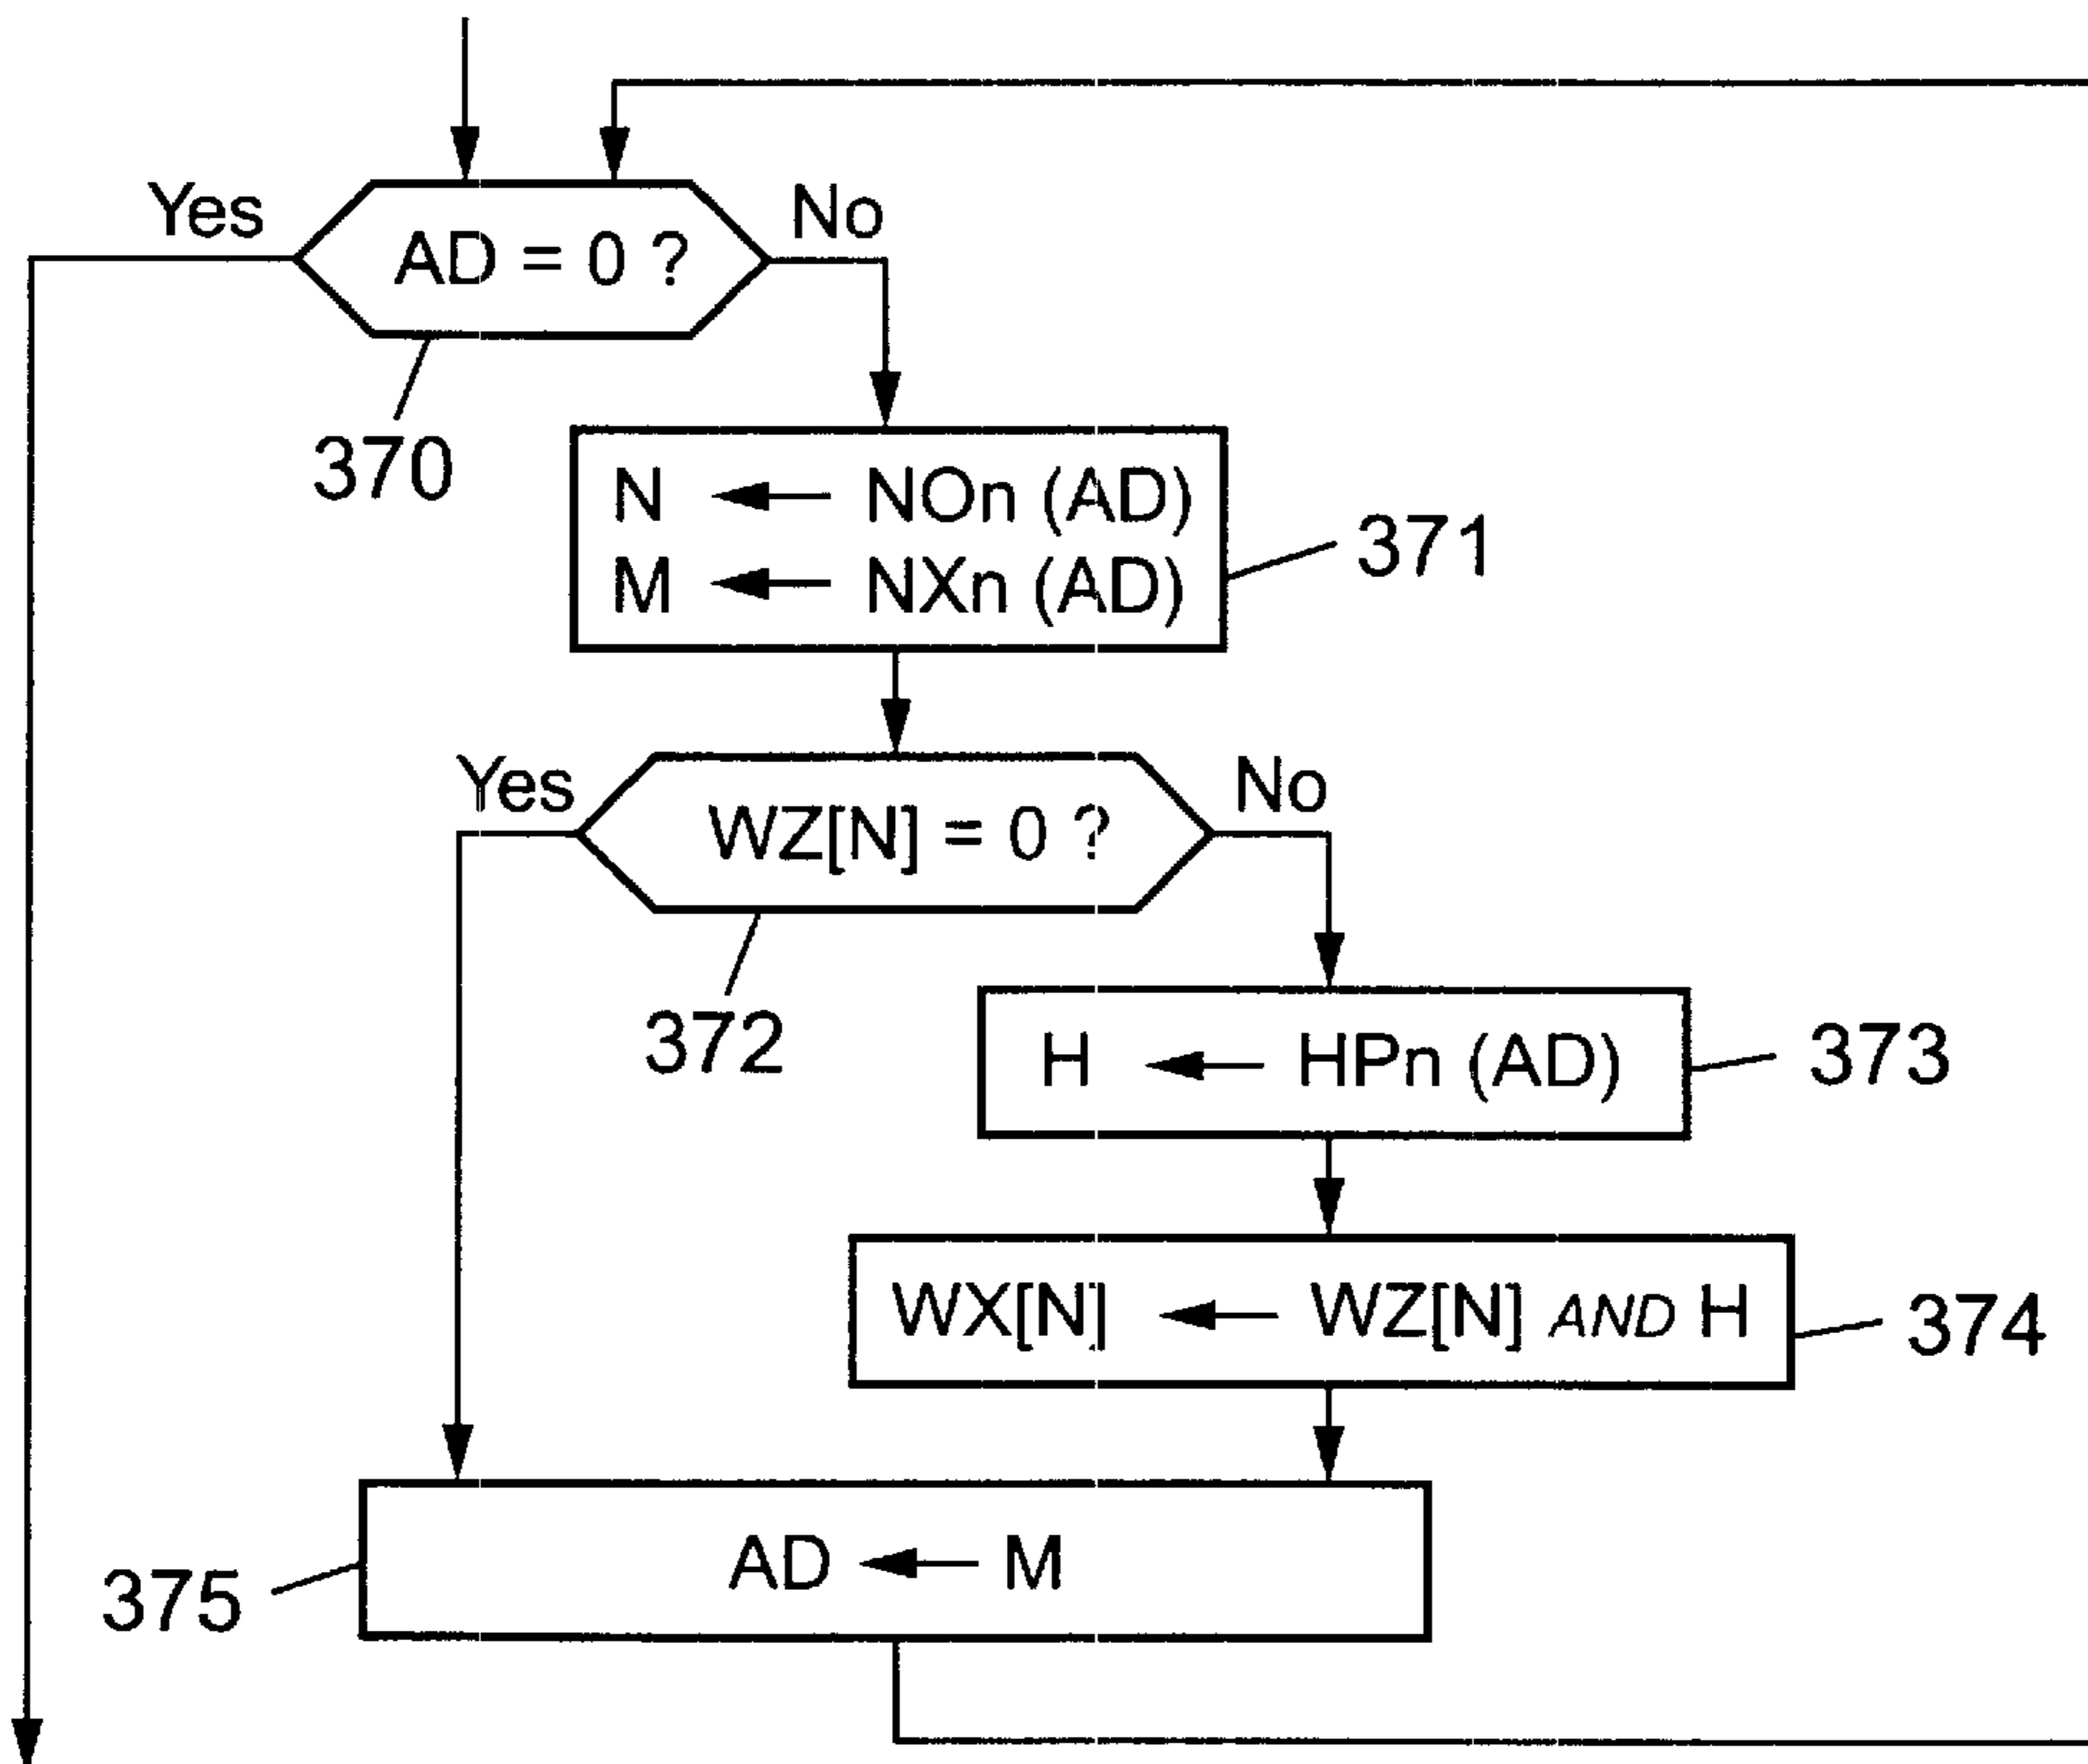 Yes
No
AD = 0 ?
370
N ← NOn (AD)
M ← NXn (AD)
371
Yes
No
WZ[N] = 0 ?
372
H ← HPn (AD)
373
WX[N] ← WZ[N] AND H
374
AD ← M
375